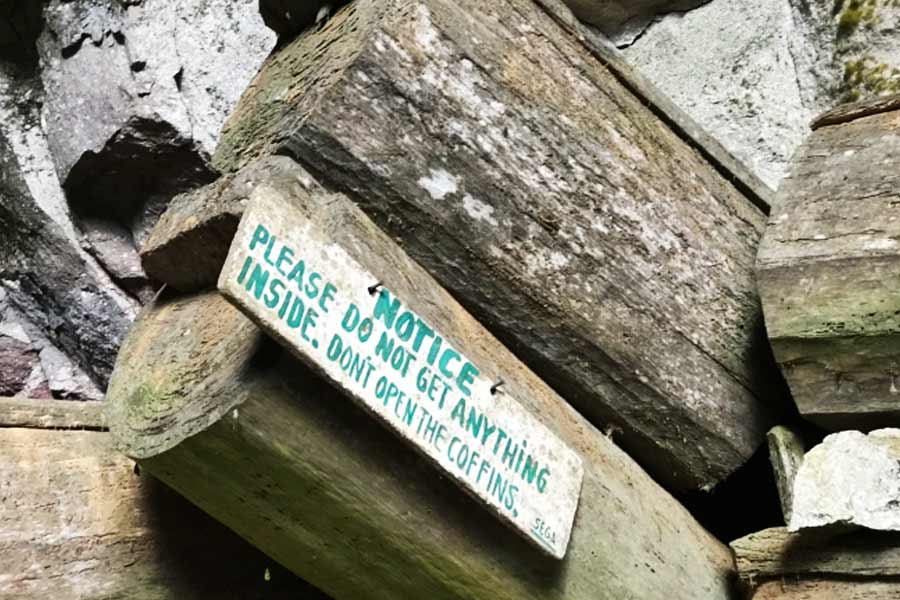 NOTICE
PLEASE DO NOT GET ANYTHiNG
INSIDE. DON'T OPEN THE COFFINS.
SEGA